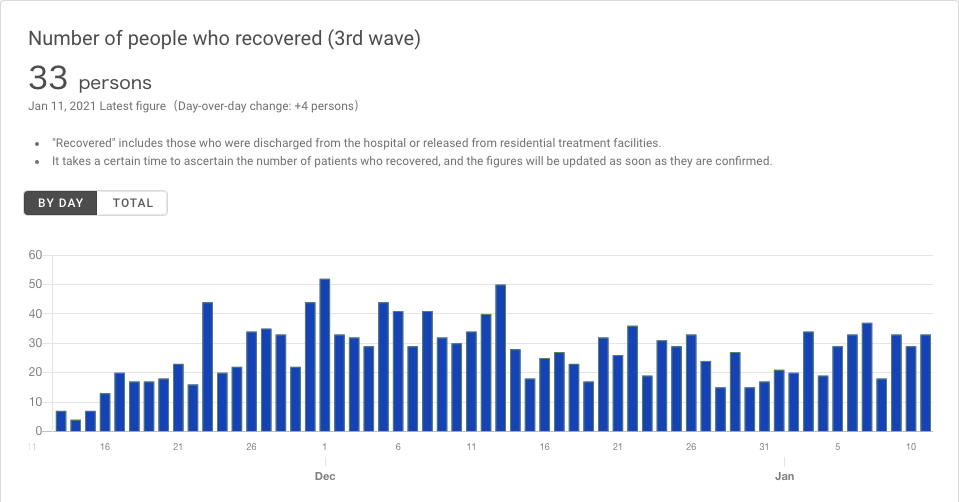 Number of people who recovered (3rd wave)
33 persons
Jan 11, 2021 Latest figure（Day-over-day change: +4 persons）
• "Recovered" includes those who were discharged from the hospital or released from residential treatment facilities.
• It takes a certain time to ascertain the number of patients who recovered, and the figures will be updated as soon as they are confirmed.
BY DAY TOTAL
60
50
40
30
20
10
0
11 16 21 26 1 6 11 16 21 26 31 5 10
Dec Jan